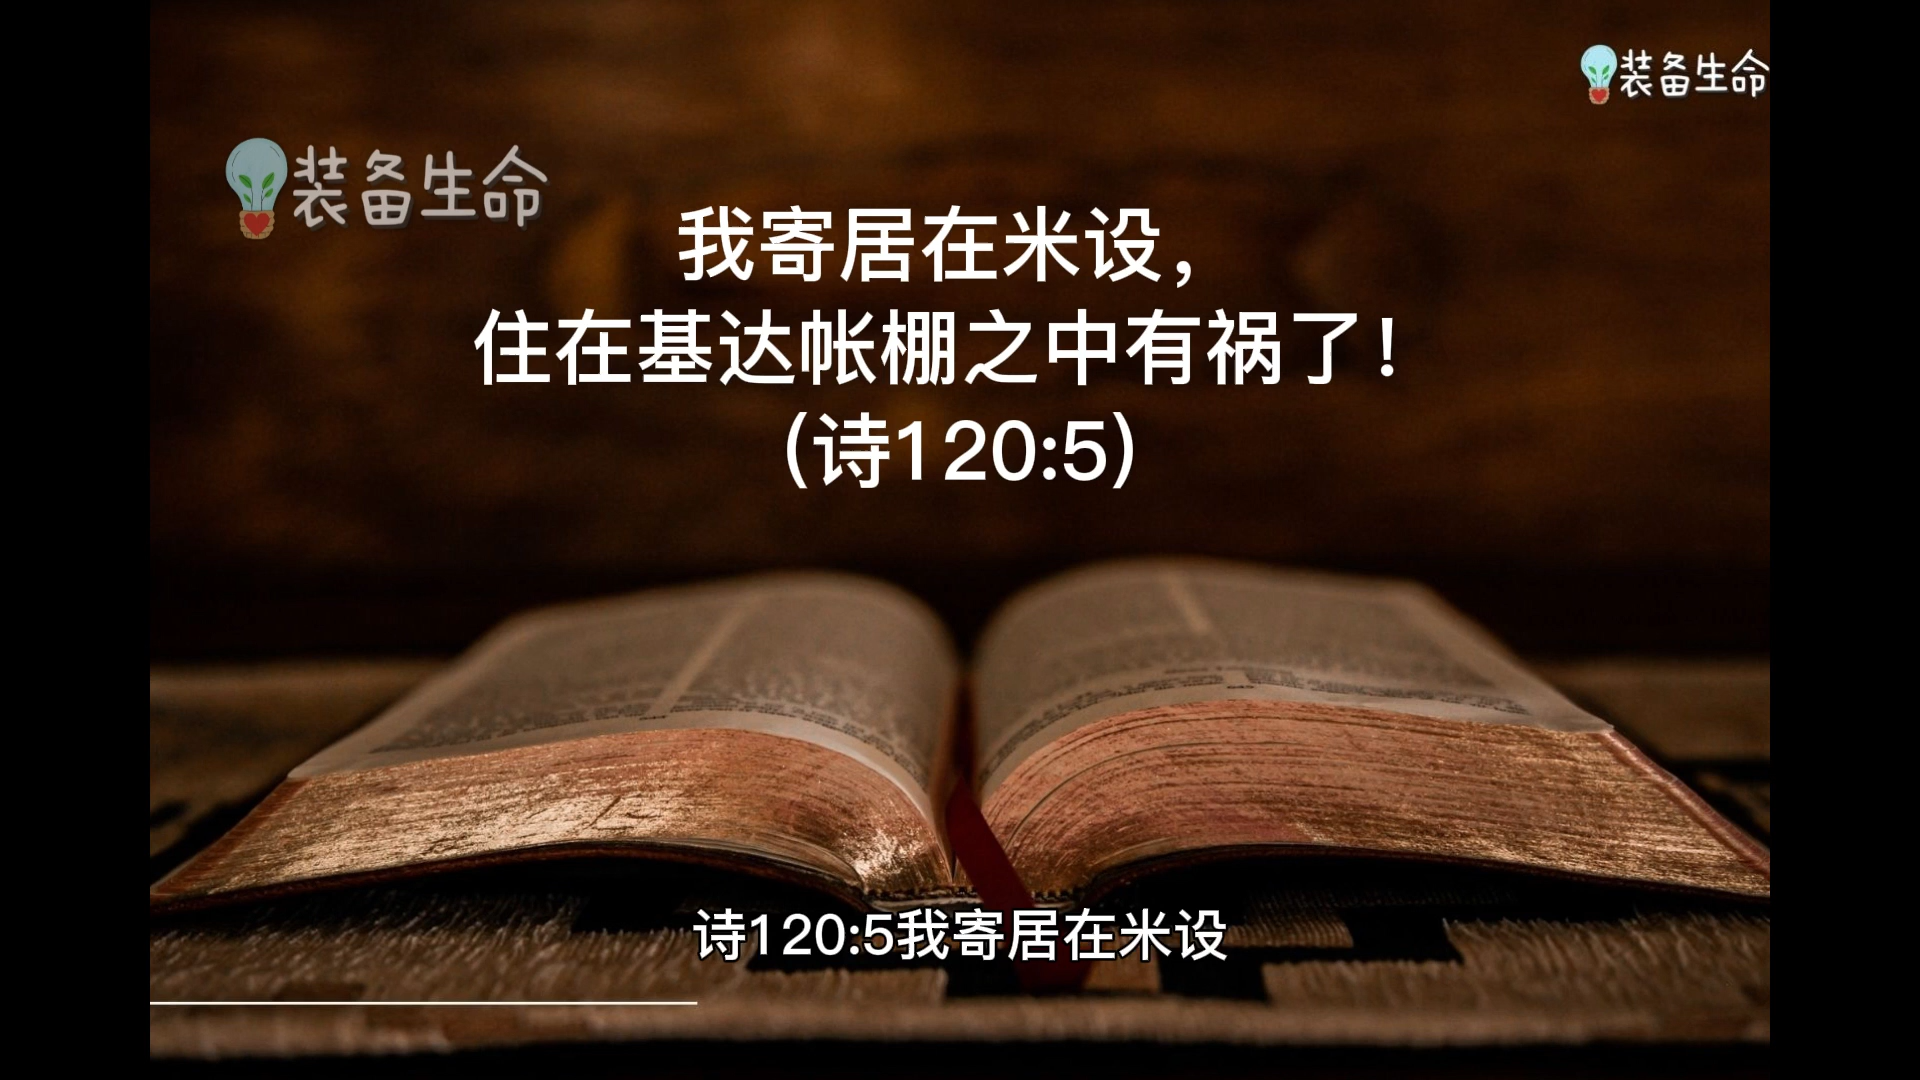 装备生命
装备生命
我寄居在米设，
住在基达帐棚之中有祸了！
（诗120:5）
诗120:5我寄居在米设